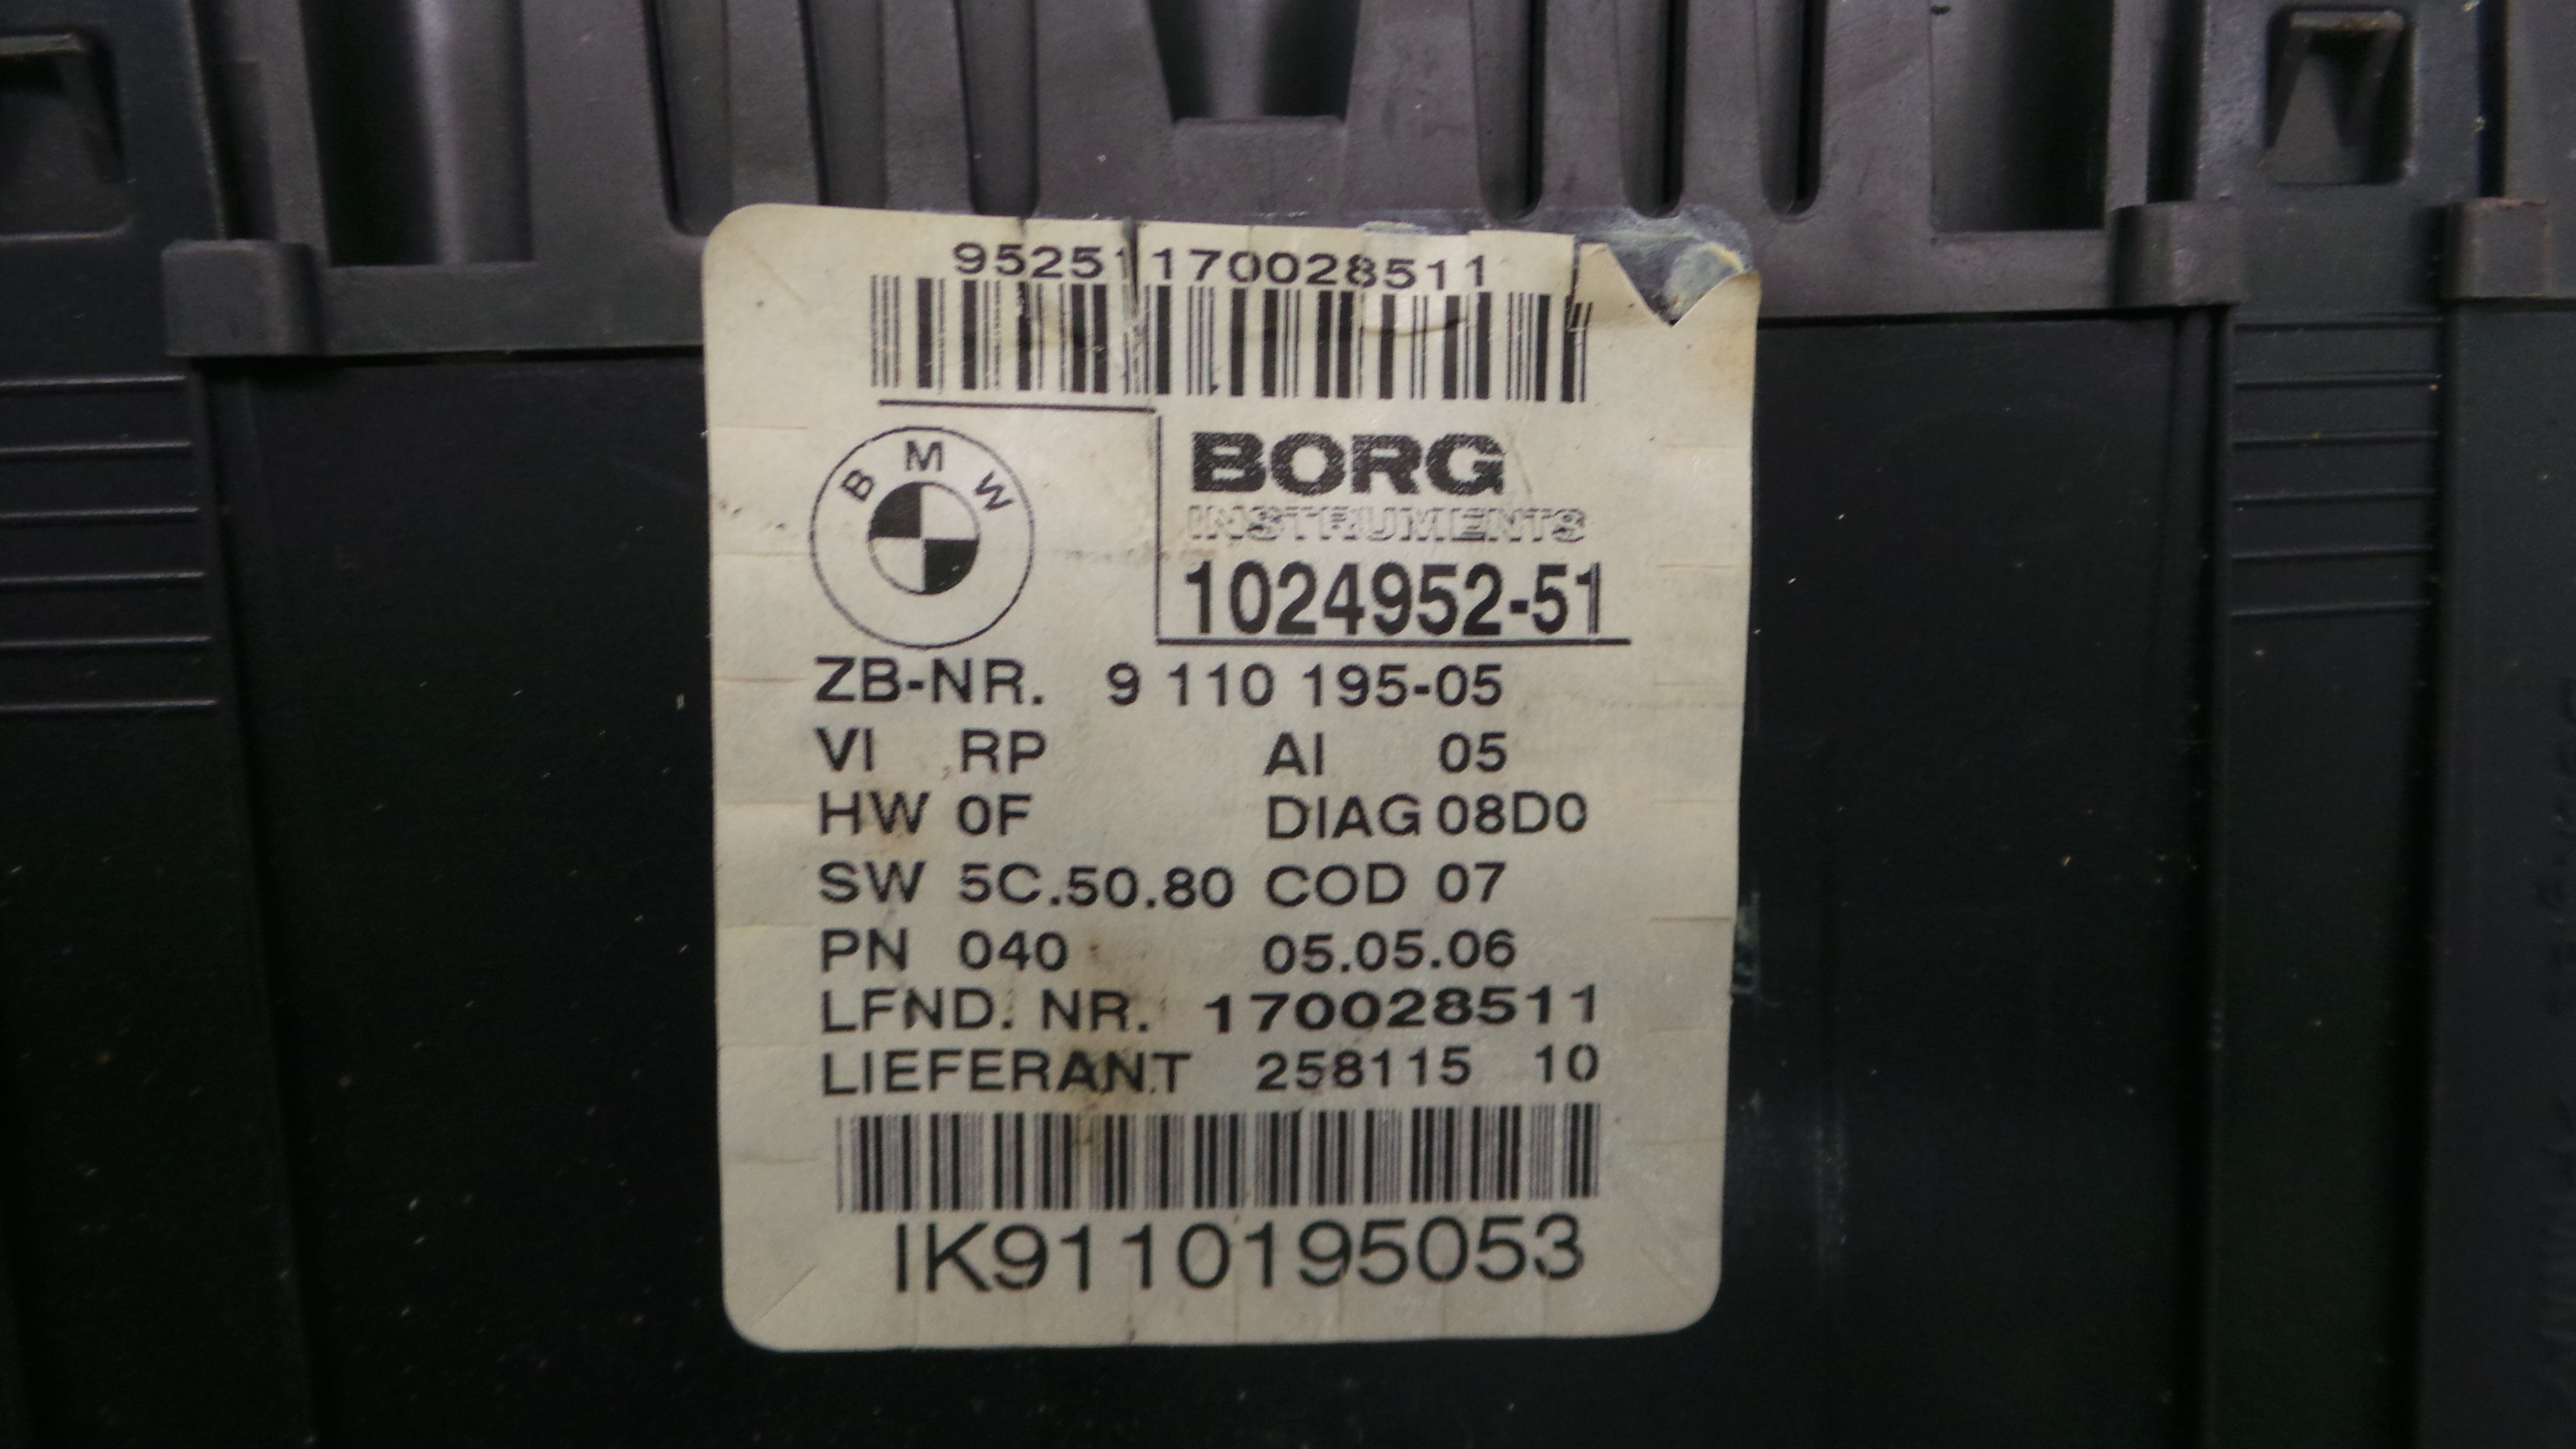 95251170028511
BMW
BORG
INSTRUMENTS
1024952-51
ZB-NR. 9 110 195-05
VI RP AI 05
HW 0F DIAG 08D0
SW 5C.50.80 COD 07
PN 040 05.05.06
LFND. NR. 170028511
LIEFERANT 258115 10
IK9110195053